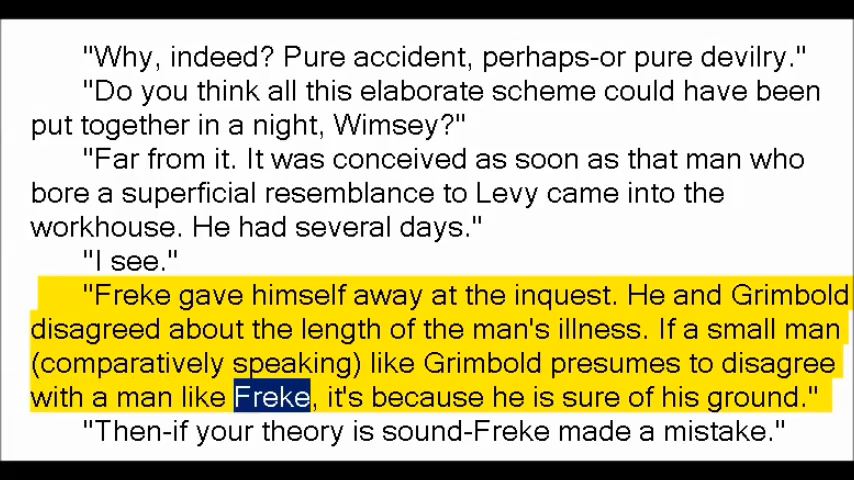 "Why, indeed? Pure accident, perhaps-or pure devilry."
"Do you think all this elaborate scheme could have been
put together in a night, Wimsey?"
"Far from it. It was conceived as soon as that man who
bore a superficial resemblance to Levy came into the
workhouse. He had several days."
"I see."
"Freke gave himself away at the inquest. He and Grimbold
disagreed about the length of the man's illness. If a small man
(comparatively speaking) like Grimbold presumes to disagree
with a man like Freke, it's because he is sure of his ground."
"Then-if your theory is sound-Freke made a mistake."